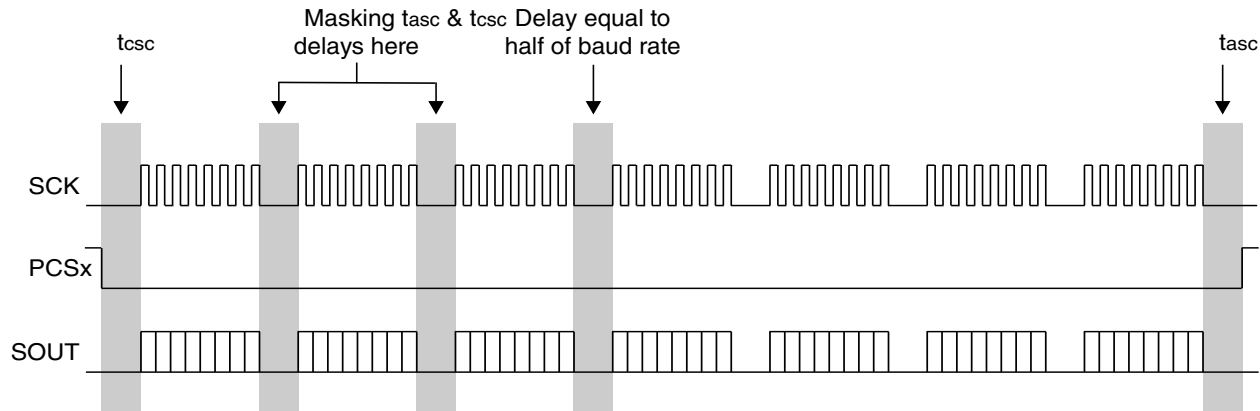 Masking tasc & tcsc Delay equal to
delays here half of baud rate
tcsc
tasc
SCK
PCSx
SOUT